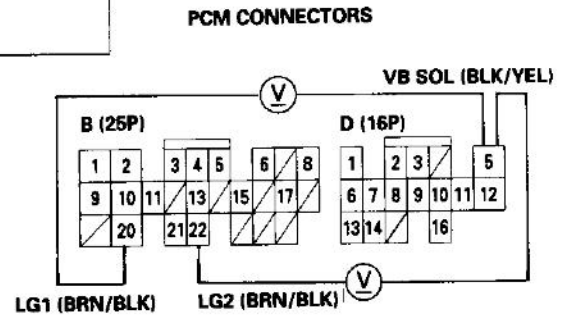 PCM CONNECTORS
V
VB SOL (BLK/YEL)
B (25P)
D (16P)
1 2 3 4 5 6 8
1 2 3 5
9 10 11 13 15 17
6 7 8 9 10 11 12
20 21 22
13 14 16
V
LG1 (BRN/BLK)
LG2 (BRN/BLK)